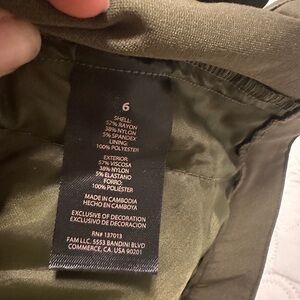 6
SHELL:
57% RAYON
38% NYLON
5% SPANDEX
LINING:
100% POLYESTER
EXTERIOR:
57% VISCOSA
38% NYLON
5% ELASTANO
FORRO:
100% POLIÉSTER
MADE IN CAMBODIA
HECHO EN CAMBOYA
EXCLUSIVE OF DECORATION
EXCLUSIVO DE DECORACION
RN# 137013
FAM LLC. 5553 BANDINI BLVD
COMMERCE, CA. USA 90201